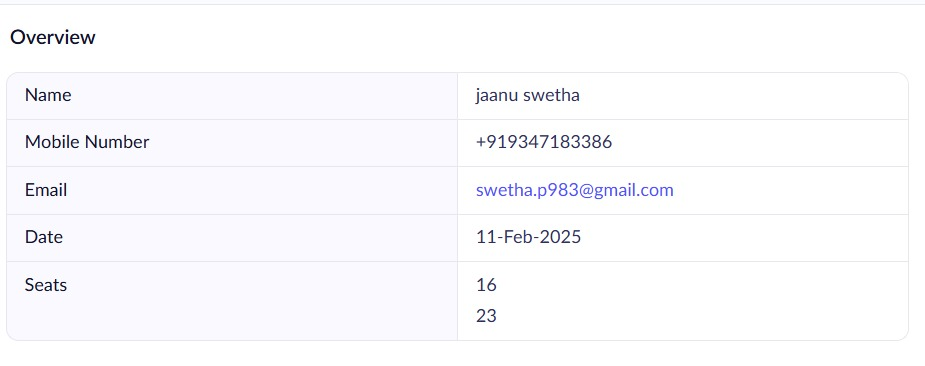 Overview
Name jaanu swetha
Mobile Number +919347183386
Email swetha.p983@gmail.com
Date 11-Feb-2025
Seats 16
23